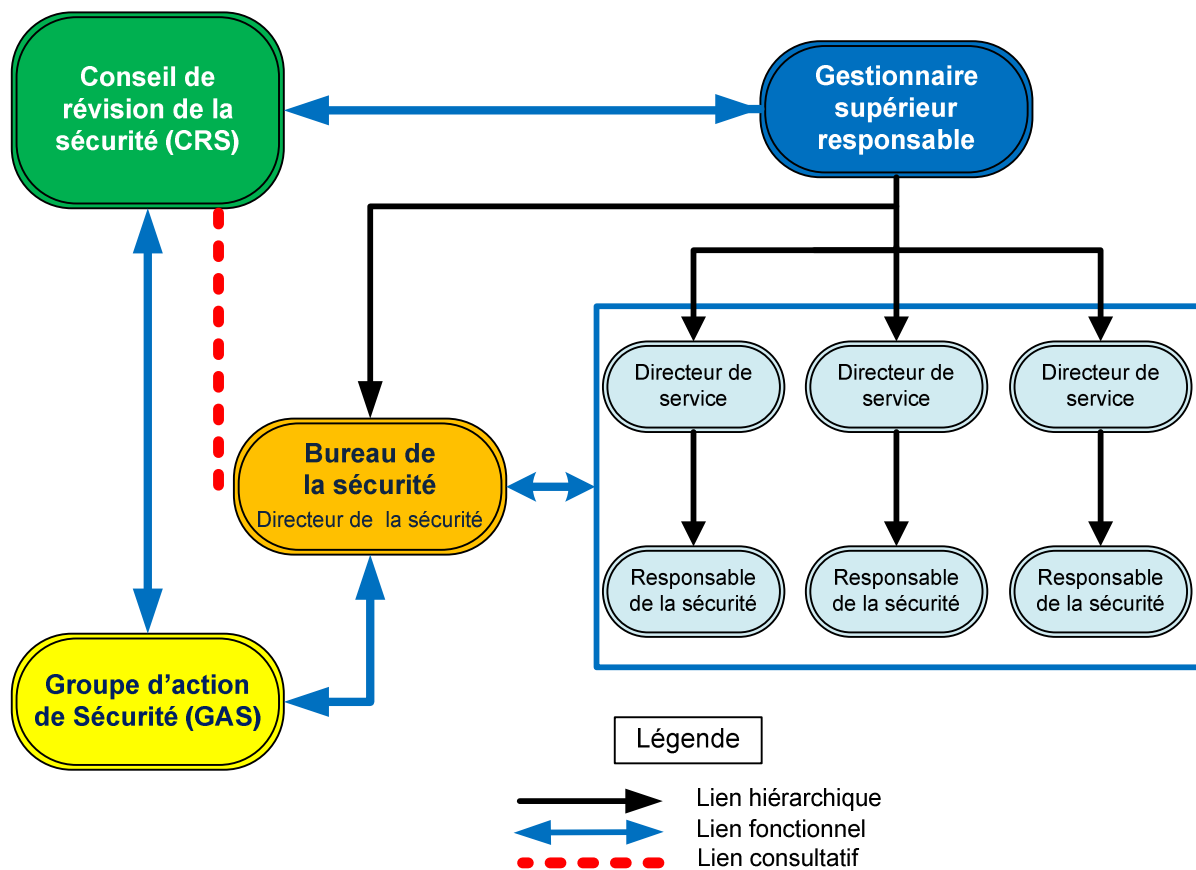 Conseil de
révision de la
sécurité (CRS)
Gestionnaire
supérieur
responsable
Directeur de
service
Directeur de
service
Directeur de
service
Bureau de
la sécurité
Directeur de la sécurité
Responsable
de la sécurité
Responsable
de la sécurité
Responsable
de la sécurité
Groupe d’action
de Sécurité (GAS)
Légende
Lien hiérarchique
Lien fonctionnel
Lien consultatif